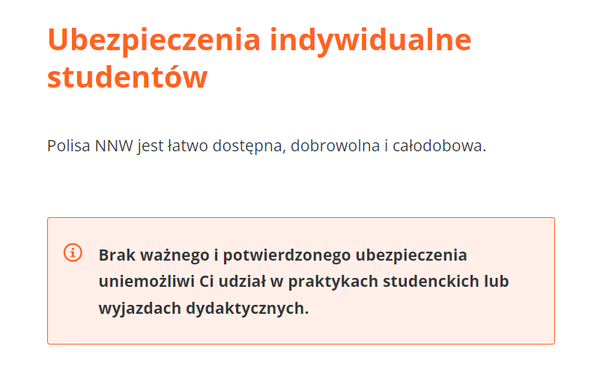 Ubezpieczenia indywidualne
studentów
Polisa NNW jest łatwo dostępna, dobrowolna i całodobowa.
Brak ważnego i potwierdzonego ubezpieczenia
uniemożliwi Ci udział w praktykach studenckich lub
wyjazdach dydaktycznych.